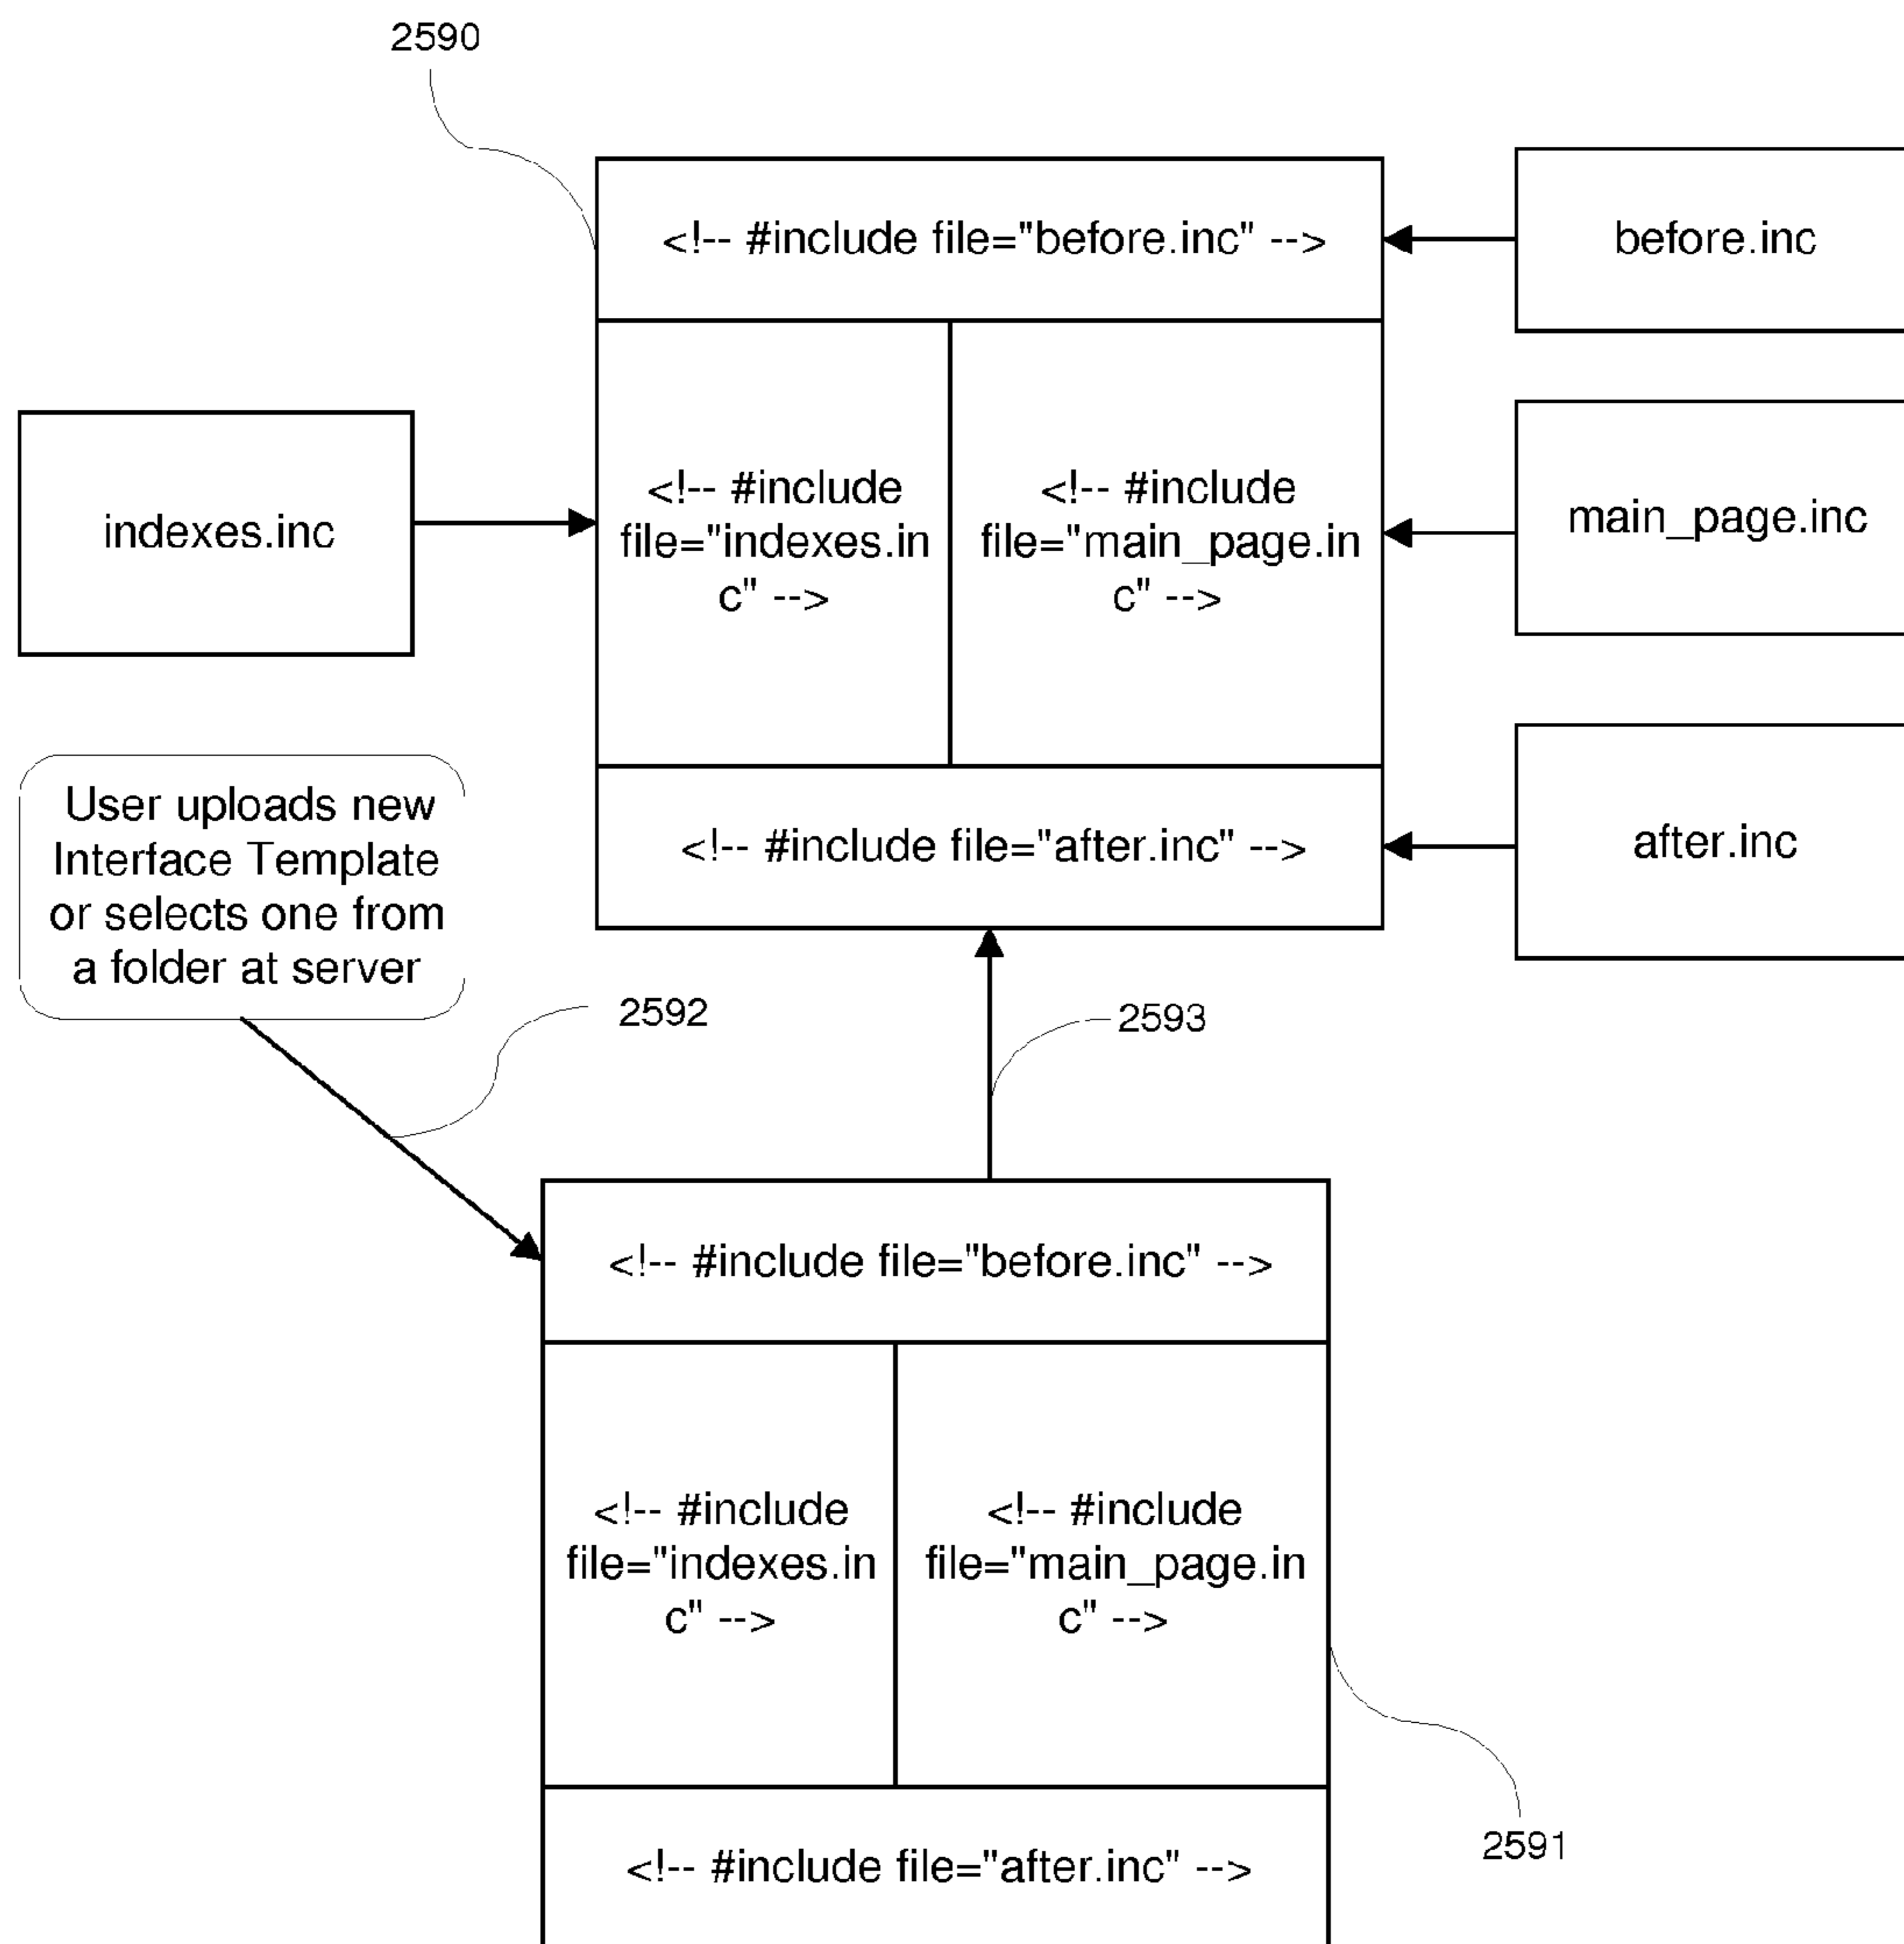 2590
<!-- #include file="before.inc" -->
before.inc
indexes.inc
<!-- #include
file="indexes.in
c" -->
<!-- #include
file="main_page.in
c" -->
main_page.inc
User uploads new
Interface Template
or selects one from
a folder at server
<!-- #include file="after.inc" -->
after.inc
2592
2593
<!-- #include file="before.inc" -->
<!-- #include
file="indexes.in
c" -->
<!-- #include
file="main_page.in
c" -->
2591
<!-- #include file="after.inc" -->